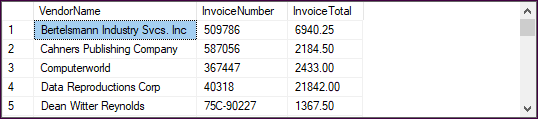 VendorName InvoiceNumber InvoiceTotal
1 Bertelsmann Industry Svcs. Inc 509786 6940.25
2 Cahners Publishing Company 587056 2184.50
3 Computerworld 367447 2433.00
4 Data Reproductions Corp 40318 21842.00
5 Dean Witter Reynolds 75C-90227 1367.50